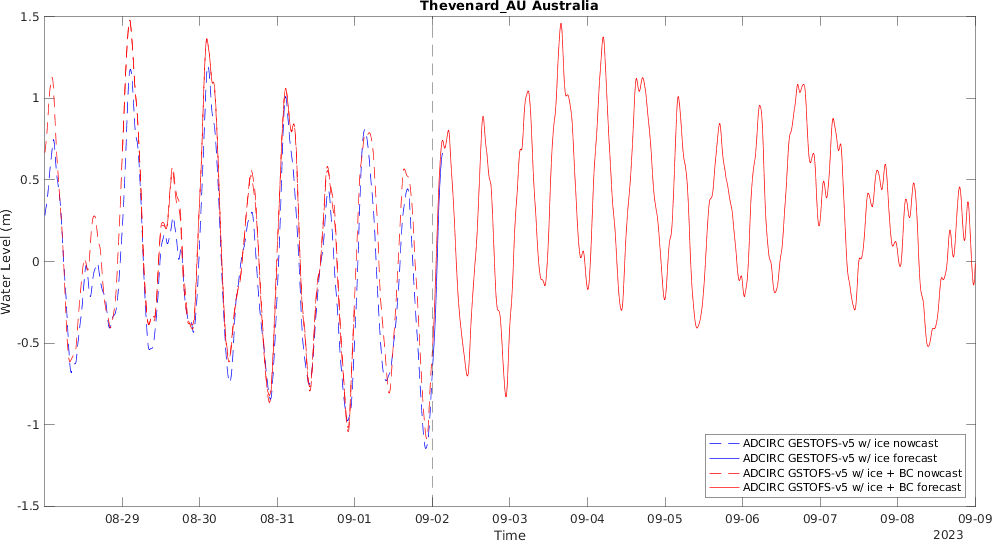 Thevenard_AU Australia
1.5
1
0.5
0
-0.5
-1
-1.5
Water Level (m)
ADCIRC GESTOFS-v5 w/ ice nowcast
ADCIRC GESTOFS-v5 w/ ice forecast
ADCIRC GSTOFS-v5 w/ ice + BC nowcast
ADCIRC GSTOFS-v5 w/ ice + BC forecast
08-29 08-30 08-31 09-01 09-02 09-03 09-04 09-05 09-06 09-07 09-08 09-09
Time
2023